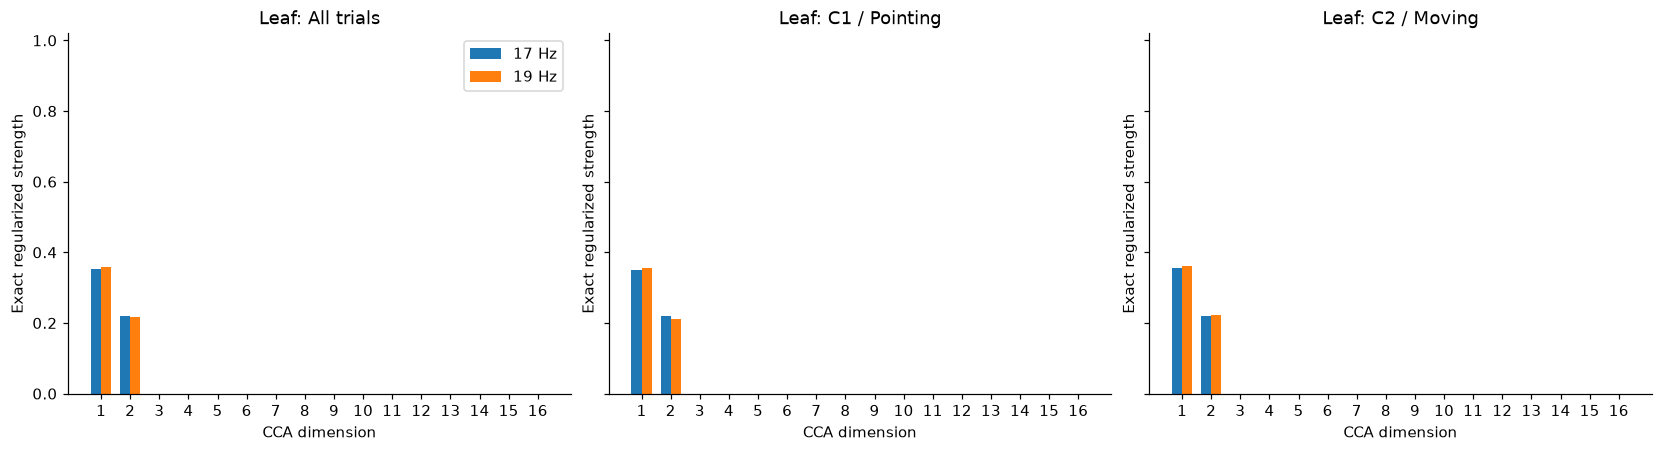 Leaf: All trials
Leaf: C1 / Pointing
Leaf: C2 / Moving
17 Hz
19 Hz
1.0
0.8
0.6
0.4
0.2
0.0
Exact regularized strength
Exact regularized strength
Exact regularized strength
1 2 3 4 5 6 7 8 9 10 11 12 13 14 15 16
1 2 3 4 5 6 7 8 9 10 11 12 13 14 15 16
1 2 3 4 5 6 7 8 9 10 11 12 13 14 15 16
CCA dimension
CCA dimension
CCA dimension